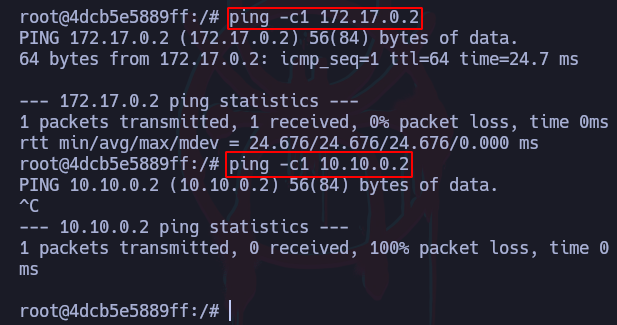 root@4dcb5e5889ff:/# ping -c1 172.17.0.2
PING 172.17.0.2 (172.17.0.2) 56(84) bytes of data.
64 bytes from 172.17.0.2: icmp_seq=1 ttl=64 time=24.7 ms

--- 172.17.0.2 ping statistics ---
1 packets transmitted, 1 received, 0% packet loss, time 0ms
rtt min/avg/max/mdev = 24.676/24.676/24.676/0.000 ms
root@4dcb5e5889ff:/# ping -c1 10.10.0.2
PING 10.10.0.2 (10.10.0.2) 56(84) bytes of data.
^C
--- 10.10.0.2 ping statistics ---
1 packets transmitted, 0 received, 100% packet loss, time 0
ms

root@4dcb5e5889ff:/#